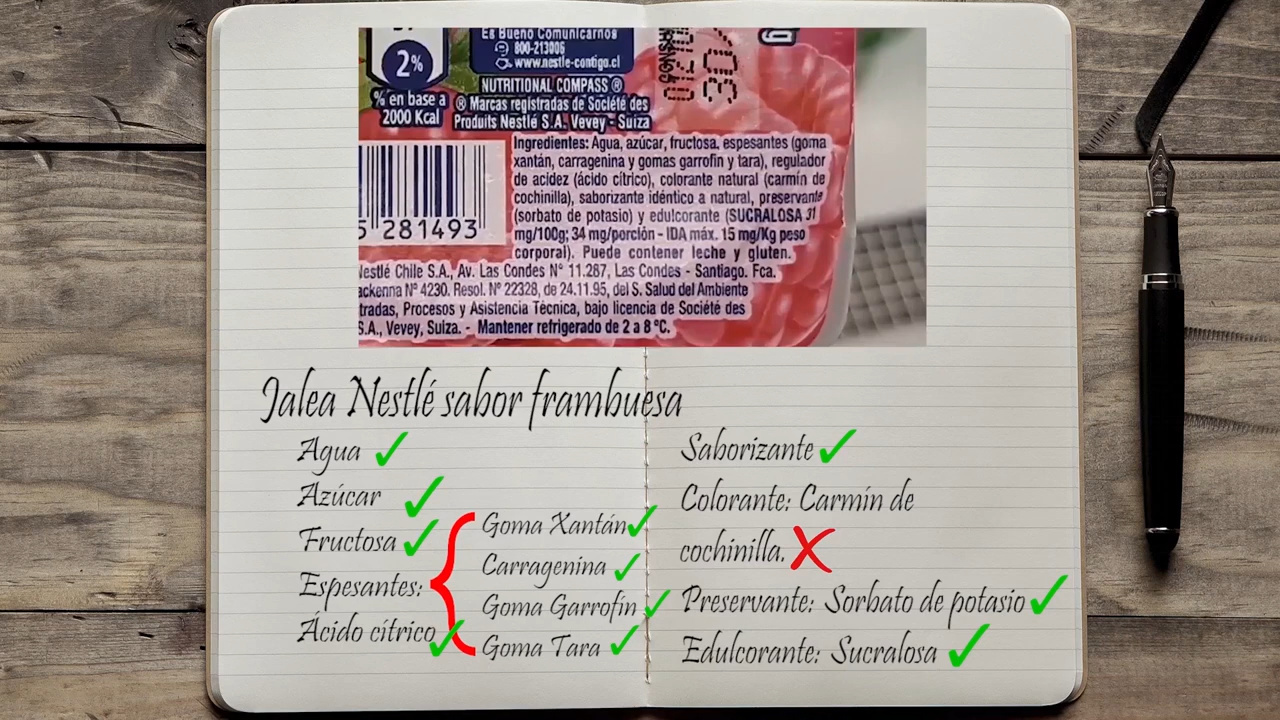 2%
% en base a
2000 Kcal
Es Bueno Comunicarnos
800-213006
www.nestle-contigo.cl
NUTRITIONAL COMPASS ®
® Marcas registradas de Société des
Produits Nestlé S.A. Vevey - Suiza
5 281493
Ingredientes: Agua, azúcar, fructosa, espesantes (goma
xantán, carragenina y gomas garrofín y tara), regulador
de acidez (ácido cítrico), colorante natural (carmín de
cochinilla), saborizante idéntico a natural, preservante
(sorbato de potasio) y edulcorante (SUCRALOSA 31
mg/100g; 34 mg/porción - IDA máx. 15 mg/Kg peso
corporal). Puede contener leche y gluten.
Nestlé Chile S.A., Av. Las Condes N° 11.287, Las Condes - Santiago. Fca.
ackenna N° 4230. Resol. N° 22328, de 24.11.95, del S. Salud del Ambiente
tradas, Procesos y Asistencia Técnica, bajo licencia de Société des
S.A., Vevey, Suiza. - Mantener refrigerado de 2 a 8 °C.
Jalea Nestlé sabor frambuesa
Agua
Azúcar
Fructosa
Espesantes:
Goma Xantán
Carragenina
Goma Garrofín
Goma Tara
Ácido cítrico
Saborizante
Colorante: Carmín de
cochinilla.
Preservante: Sorbato de potasio
Edulcorante: Sucralosa